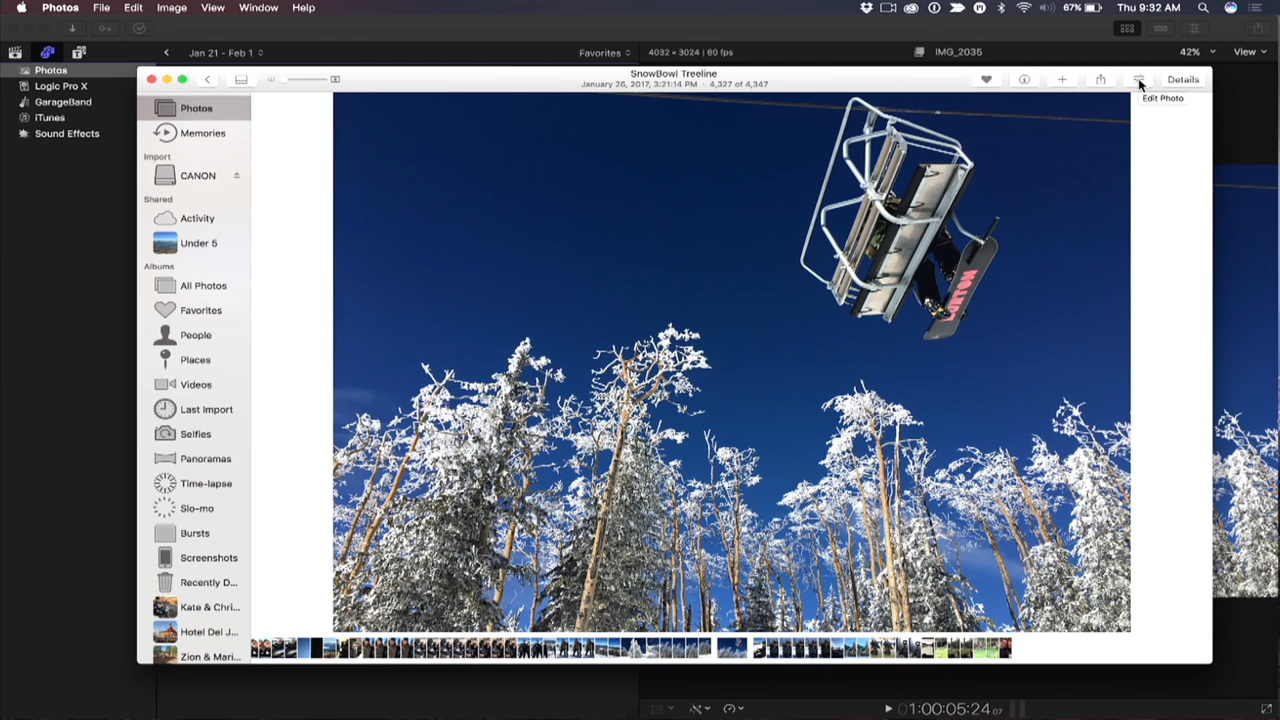 Photos File Edit Image View Window Help 67% Thu 9:32 AM
Jan 21 - Feb 1 Favorites 4032 × 3024 | 60 fps IMG_2035 42% View
Photos
Logic Pro X
GarageBand
iTunes
Sound Effects
SnowBowl Treeline
January 26, 2017, 3:21:14 PM • 4,327 of 4,347
Details
Edit Photo
Photos
Memories
Import
CANON
Shared
Activity
Under 5
Albums
All Photos
Favorites
People
Places
Videos
Last Import
Selfies
Panoramas
Time-lapse
Slo-mo
Bursts
Screenshots
Recently D...
Kate & Chri...
Hotel Del J...
Zion & Mari...
01:00:05:24.07